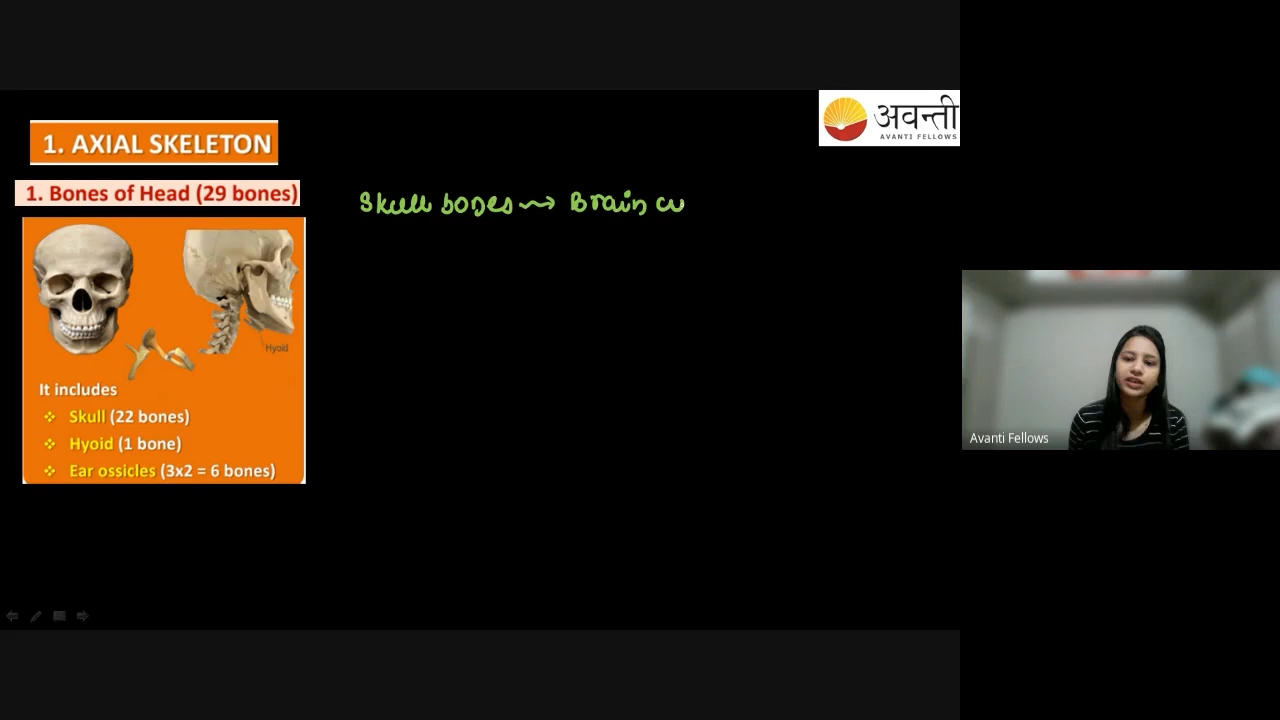 अवन्ती
AVANTI FELLOWS
1. AXIAL SKELETON
1. Bones of Head (29 bones)
Skull bones → Brain
Hyoid
It includes
❖ Skull (22 bones)
❖ Hyoid (1 bone)
❖ Ear ossicles (3x2 = 6 bones)
Avanti Fellows